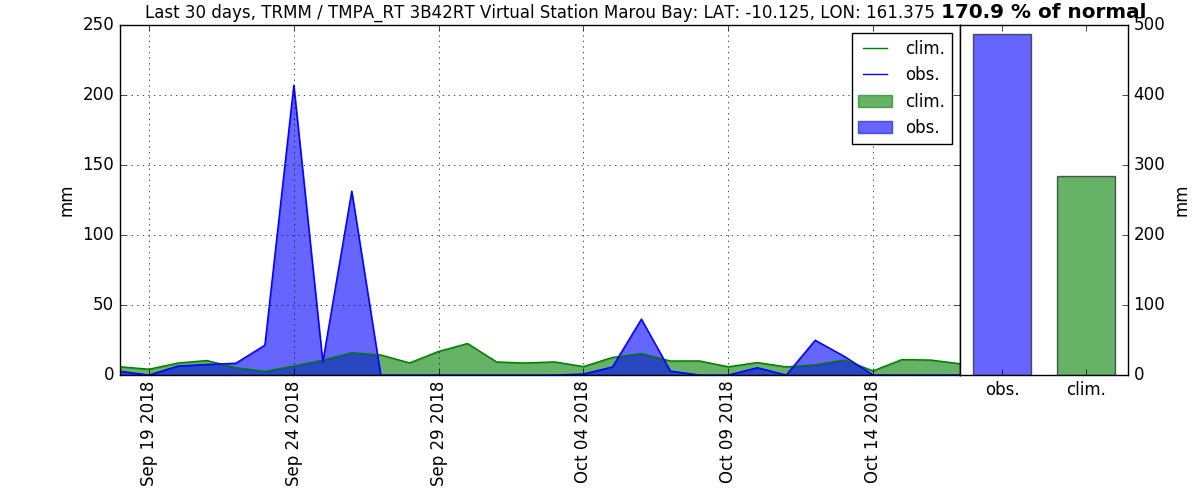 Last 30 days, TRMM / TMPA_RT 3B42RT Virtual Station Marou Bay: LAT: -10.125, LON: 161.375 170.9 % of normal
250
200
150
100
50
0
mm
clim.
obs.
clim.
obs.
Sep 19 2018
Sep 24 2018
Sep 29 2018
Oct 04 2018
Oct 09 2018
Oct 14 2018
500
400
300
200
100
0
mm
obs.
clim.